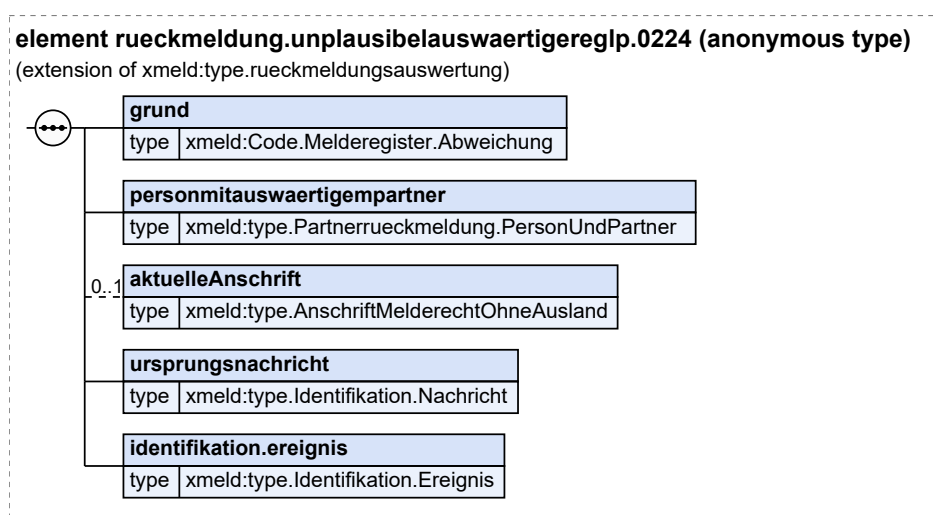 element rueckmeldung.unplausibelauswaertigereglp.0224 (anonymous type)
(extension of xmeld:type.rueckmeldungsauswertung)
grund
type xmeld:Code.Melderegister.Abweichung
personmitauswaertigempartner
type xmeld:type.Partnerrueckmeldung.PersonUndPartner
0..1 aktuelleAnschrift
type xmeld:type.AnschriftMelderechtOhneAusland
ursprungsnachricht
type xmeld:type.Identifikation.Nachricht
identifikation.ereignis
type xmeld:type.Identifikation.Ereignis